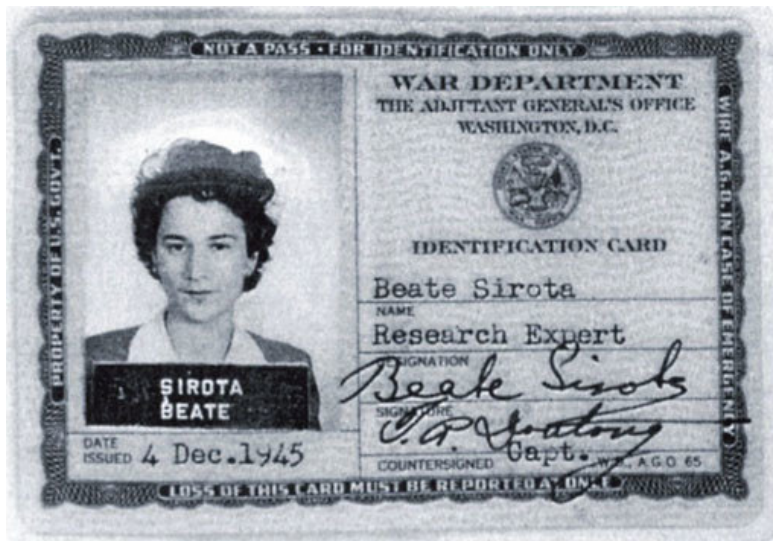 NOT A PASS • FOR IDENTIFICATION ONLY
PROPERTY OF U.S. GOV'T.
WAR DEPARTMENT
THE ADJUTANT GENERAL'S OFFICE
WASHINGTON, D.C.
IDENTIFICATION CARD
Beate Sirota
NAME
Research Expert
DESIGNATION
Beate Sirota
SIGNATURE
Capt.
COUNTERSIGNED
W.D., A.G.O. 65
SIROTA
BEATE
DATE
ISSUED 4 Dec.1945
WIRE A.G.O. IN CASE OF EMERGENCY
LOSS OF THIS CARD MUST BE REPORTED AT ONCE